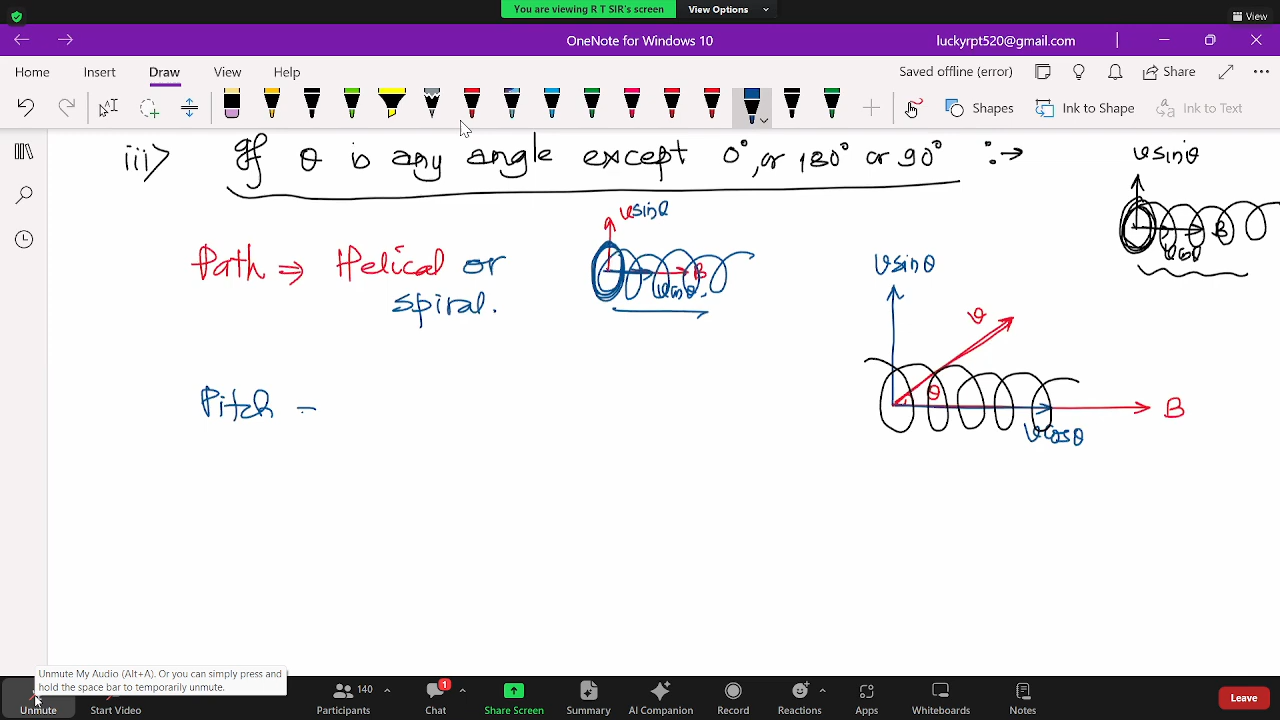 You are viewing R T SIR's screen View Options
View
OneNote for Windows 10
luckyrpt520@gmail.com
Home Insert Draw View Help
Saved offline (error)
Share
Shapes
Ink to Shape
Ink to Text
iii> If θ is any angle except 0°, or 180° or 90° :→
vsinθ
B
vsinθ
Path ⇒ Helical or
spiral.
B
vcosθ.
vsinθ
v
θ
B
vcosθ
Pitch =
Unmute My Audio (Alt+A). Or you can simply press and
hold the space bar to temporarily unmute.
Unmute
Start Video
Participants 140
Chat 1
Share Screen
Summary
AI Companion
Record
Reactions
Apps
Whiteboards
Notes
Leave